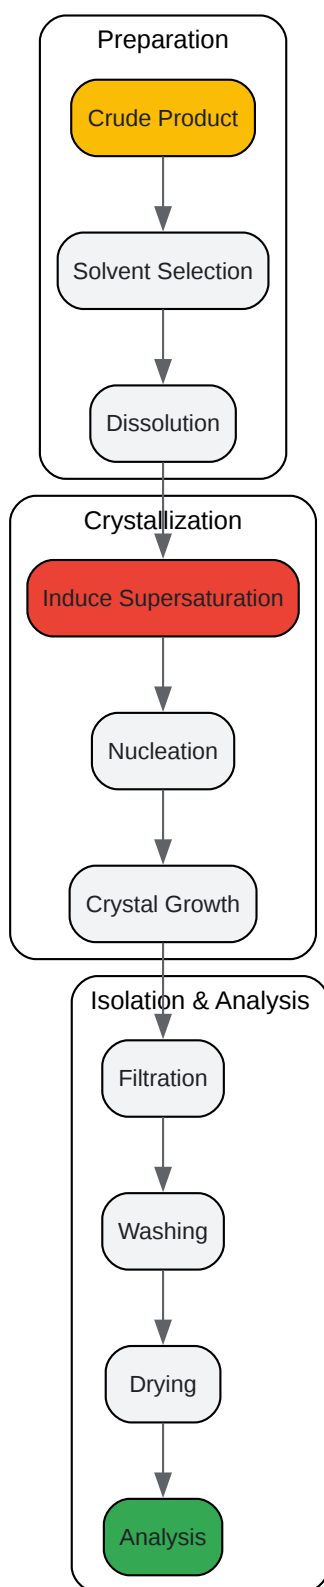 Preparation
Crude Product
Solvent Selection
Dissolution
Crystallization
Induce Supersaturation
Nucleation
Crystal Growth
Isolation & Analysis
Filtration
Washing
Drying
Analysis